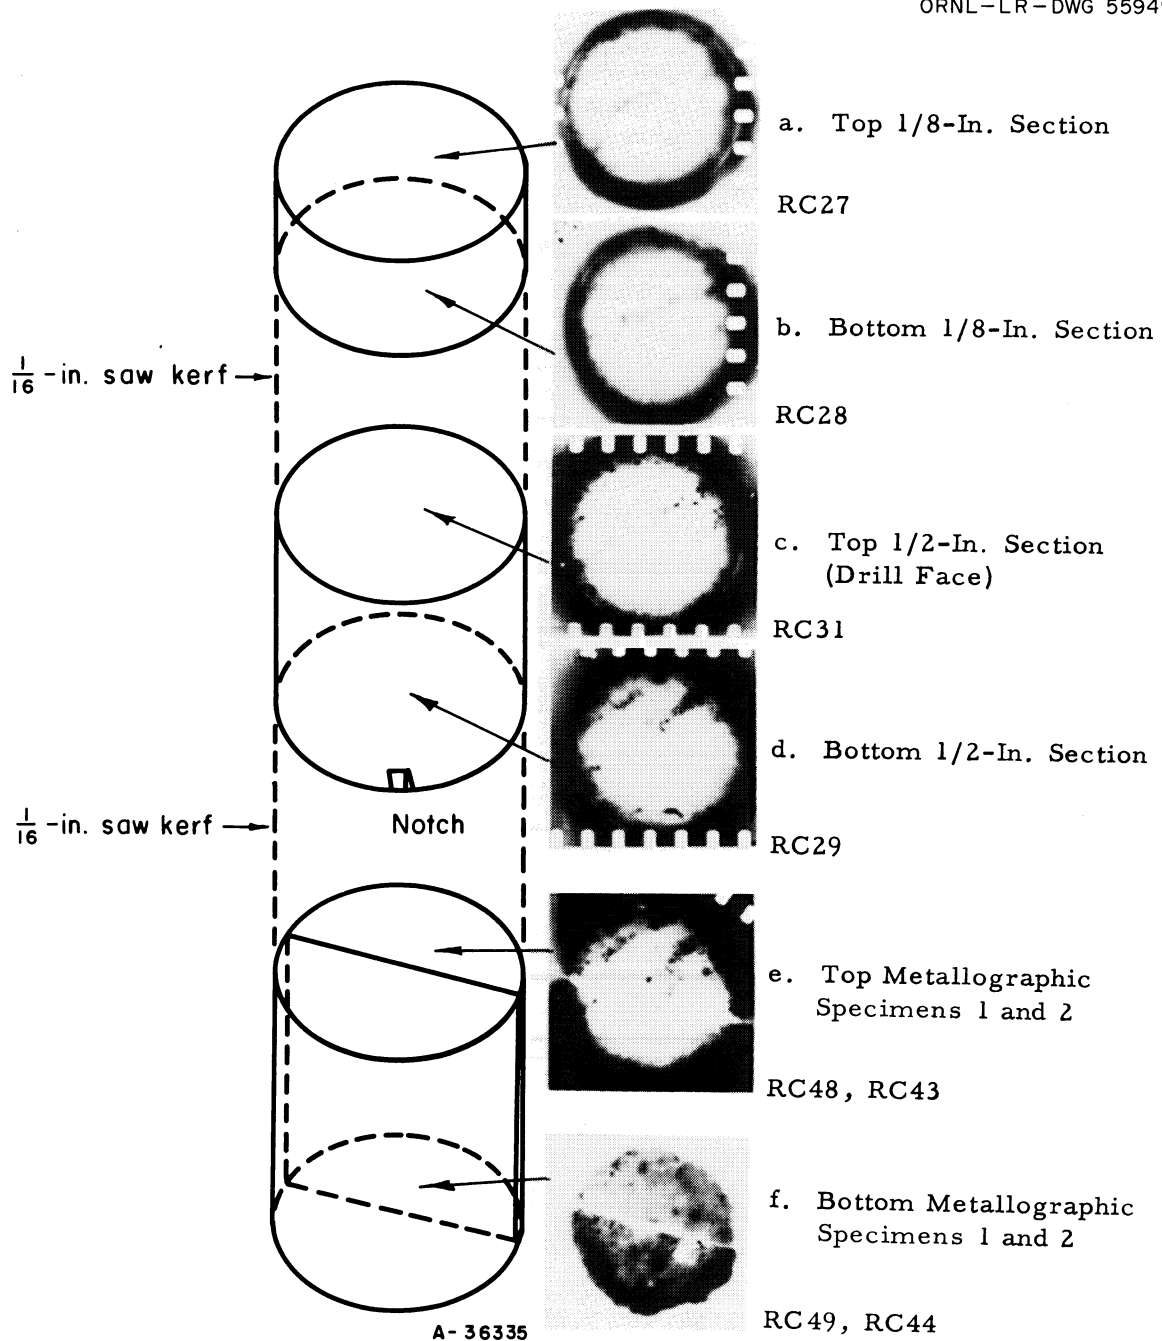 ORNL-LR-DWG 5594
a. Top 1/8-In. Section
RC27
b. Bottom 1/8-In. Section
1/16-in. saw kerf
RC28
c. Top 1/2-In. Section
(Drill Face)
RC31
d. Bottom 1/2-In. Section
1/16-in. saw kerf
Notch
RC29
e. Top Metallographic
Specimens 1 and 2
RC48, RC43
f. Bottom Metallographic
Specimens 1 and 2
RC49, RC44
A-36335